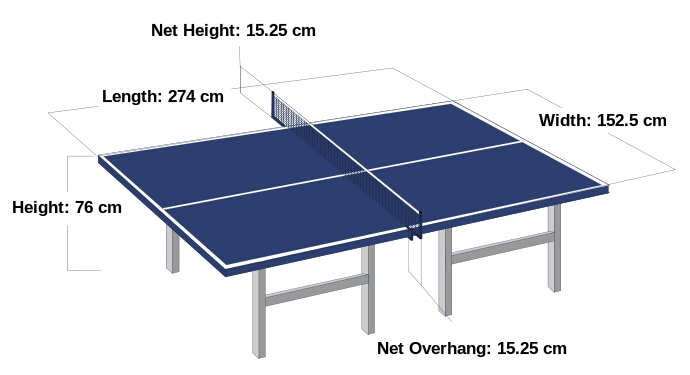 Net Height: 15.25 cm
Length: 274 cm
Width: 152.5 cm
Height: 76 cm
Net Overhang: 15.25 cm